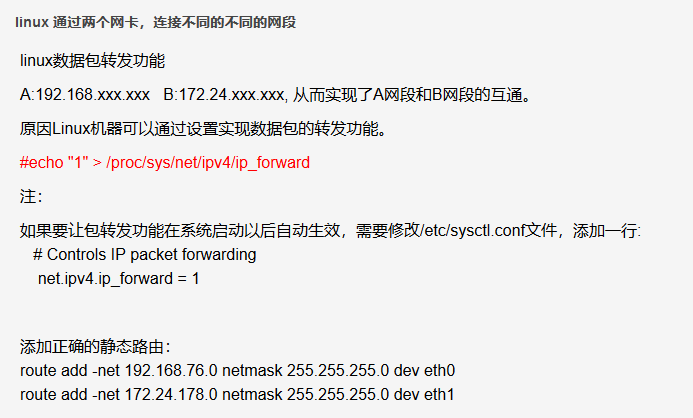 linux 通过两个网卡，连接不同的不同的网段
linux数据包转发功能
A:192.168.xxx.xxx   B:172.24.xxx.xxx, 从而实现了A网段和B网段的互通。
原因Linux机器可以通过设置实现数据包的转发功能。
#echo "1" > /proc/sys/net/ipv4/ip_forward
注：
如果要让包转发功能在系统启动以后自动生效，需要修改/etc/sysctl.conf文件，添加一行:
# Controls IP packet forwarding
net.ipv4.ip_forward = 1
添加正确的静态路由：
route add -net 192.168.76.0 netmask 255.255.255.0 dev eth0
route add -net 172.24.178.0 netmask 255.255.255.0 dev eth1